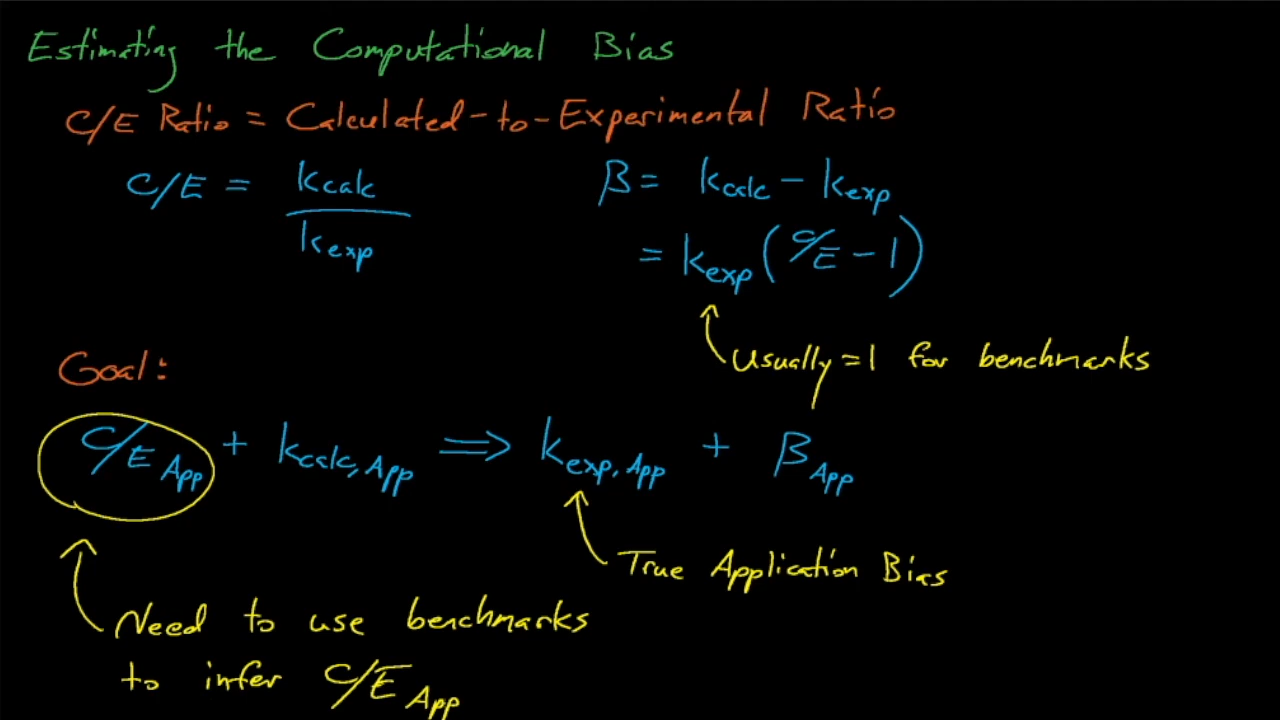 Estimating the Computational Bias
C/E Ratio = Calculated-to-Experimental Ratio
C/E = kcalc / kexp
β = kcalc - kexp
= kexp (C/E - 1)
Usually = 1 for benchmarks
Goal:
C/E App + kcalc, App ⟹ kexp, App + β App
True Application Bias
Need to use benchmarks
to infer C/E App